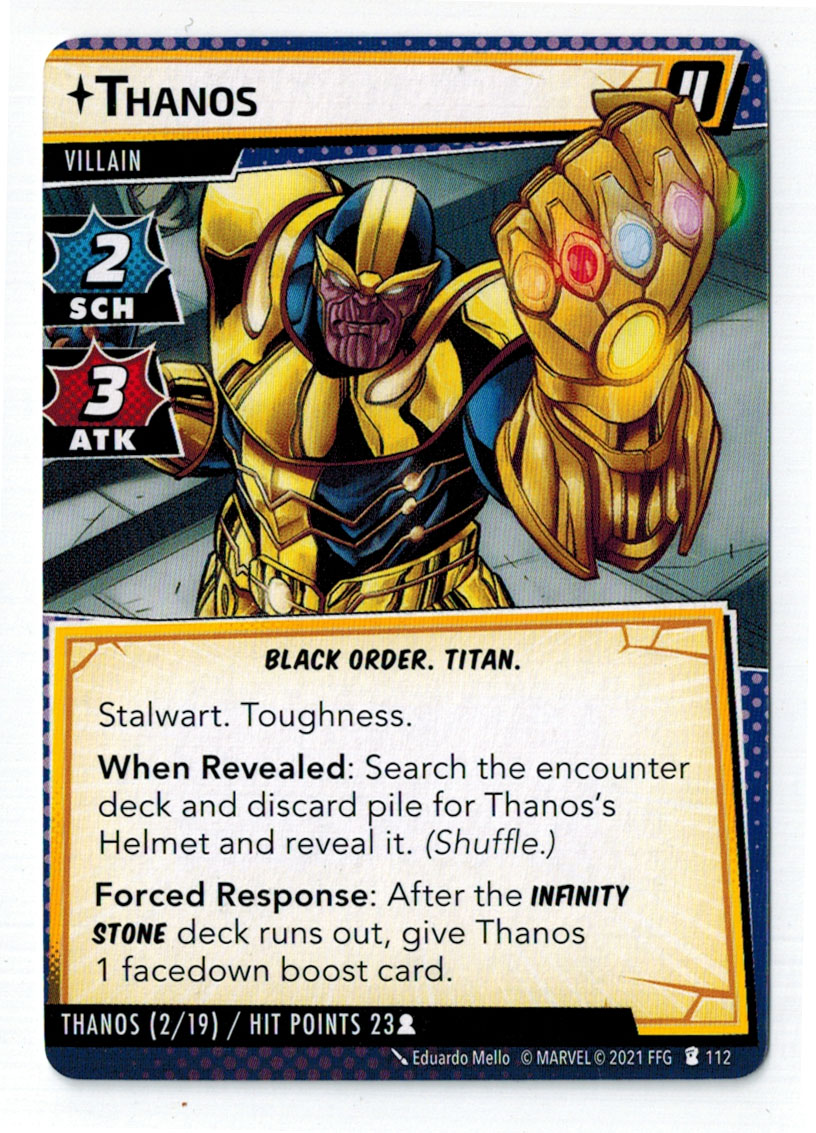 THANOS
II
VILLAIN
2
SCH
3
ATK
BLACK ORDER. TITAN.
Stalwart. Toughness.
When Revealed: Search the encounter
deck and discard pile for Thanos's
Helmet and reveal it. (Shuffle.)
Forced Response: After the INFINITY
STONE deck runs out, give Thanos
1 facedown boost card.
THANOS (2/19) / HIT POINTS 23
Eduardo Mello © MARVEL © 2021 FFG 112